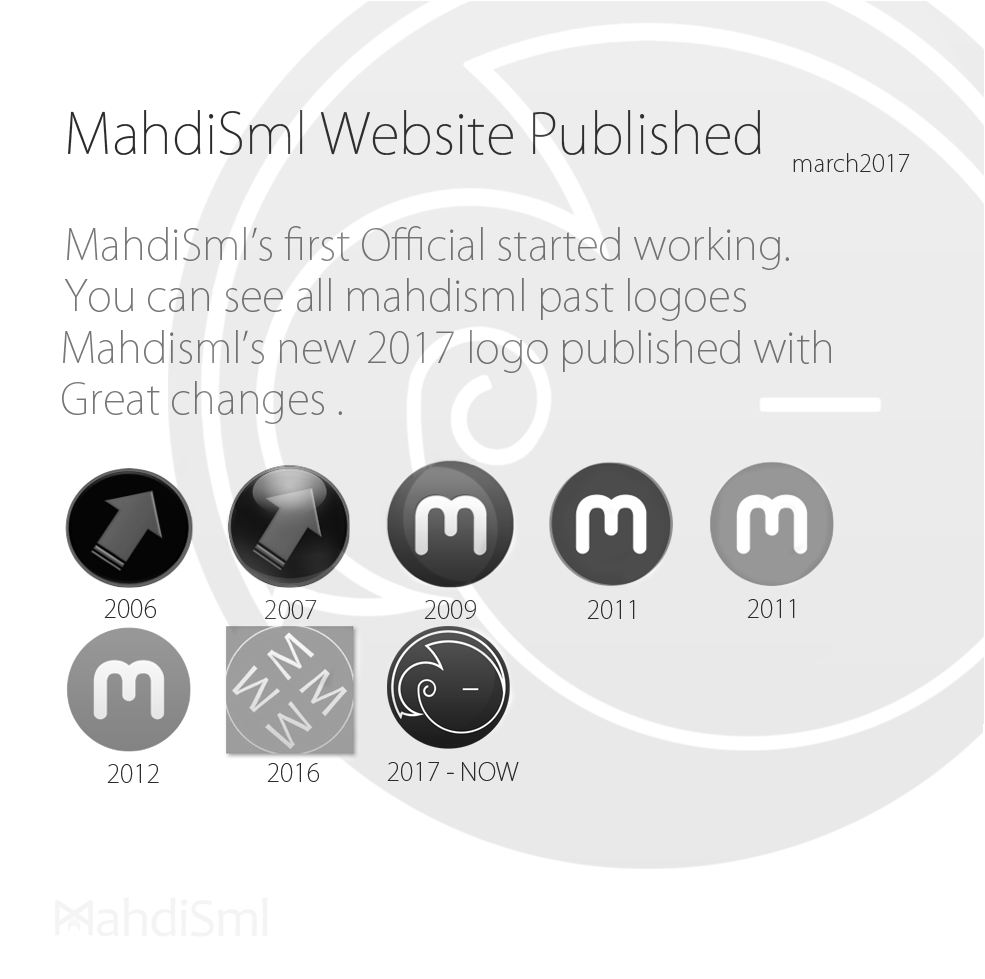 MahdiSml Website Published
march2017
MahdiSml's first Official started working.
You can see all mahdisml past logoes
Mahdisml's new 2017 logo published with
Great changes .
m m m
2006 2007 2009 2011 2011
m M M M M
2012 2016 2017 - NOW
MahdiSml